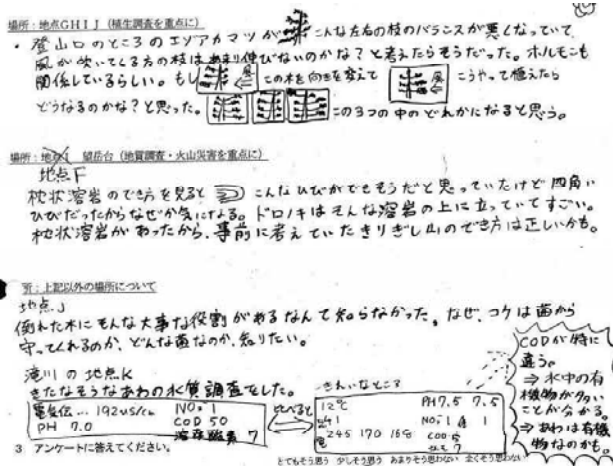 場所：地点GHIJ（植生調査を重点に）
・登山口のところのエゾアカマツが こんな左右の枝のバランスが悪くなっていて、
風が吹いてくる方の枝はあまり伸びないのかな？と考えたらそうだった。ホルモンも
関係しているらしい。もし 風 この木を向きを変えて 風 こうやって植えたら
どうなるのかな？と思った。 この3つの中のどれかになると思う。
場所：地点I 望岳台（地質調査・火山災害を重点に）
地点F
枕状溶岩のでき方を見ると こんなひびができそうだと思っていたけど四角い
ひびだったからなぜか気になる。ドロノキはそんな溶岩の上に立っていてすごい。
枕状溶岩があったから、事前に考えていたきりぎし山のでき方は正しいかも。
所：上記以外の場所について
地点J
倒れた木にそんな大事な役割があるなんて知らなかった。なぜ、コケは菌から
守ってくれるのか、どんな菌なのか、知りたい。
滝川の地点K
きたなそうなあわの水質調査をした。
電気伝… 192us/cm NO₃ 1
PH 7.0 COD 50
溶存酸素 7
比べると
きれいなところ
12℃ PH7.5 7.5
NO₃ 1 1
245 170 168 COD
CODが特に
違う。
⇒ 水中の有
機物が多い
ことが分かる。
⇒ あわは有機
物なのかも。
3 アンケートに答えてください。
とてもそう思う 少しそう思う あまりそう思わない 全くそう思わない